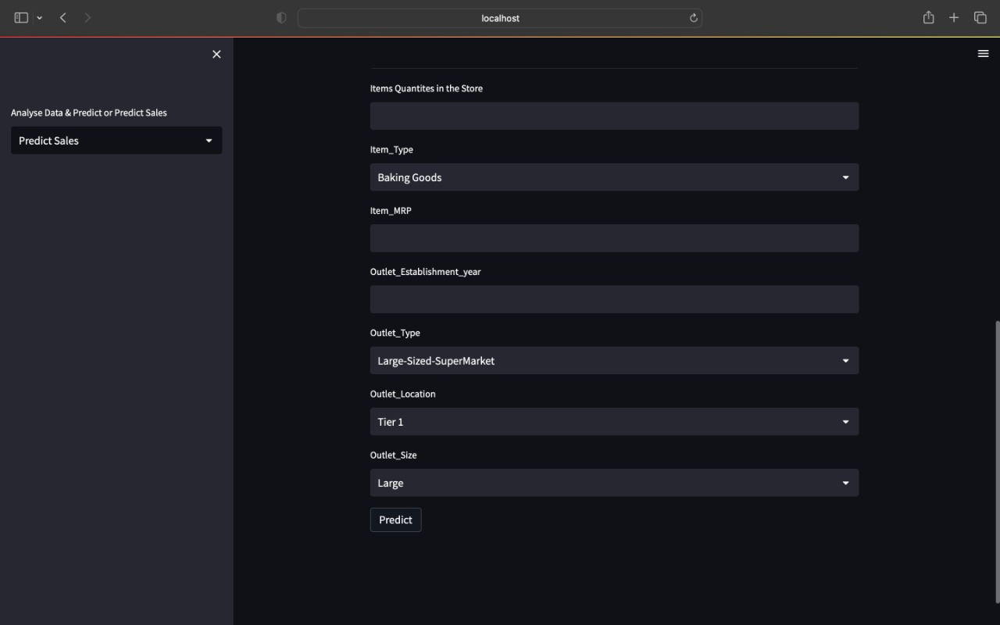 localhost
Analyse Data & Predict or Predict Sales
Predict Sales
Items Quantites in the Store
Item_Type
Baking Goods
Item_MRP
Outlet_Establishment_year
Outlet_Type
Large-Sized-SuperMarket
Outlet_Location
Tier 1
Outlet_Size
Large
Predict